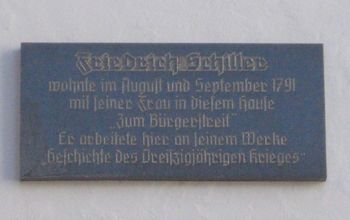 Friedrich Schiller
wohnte im August und September 1791
mit seiner Frau in diesem Hause
„Zum Bürgerstreit“
Er arbeitete hier an seinem Werke
„Geschichte des Dreiszigjährigen Krieges“